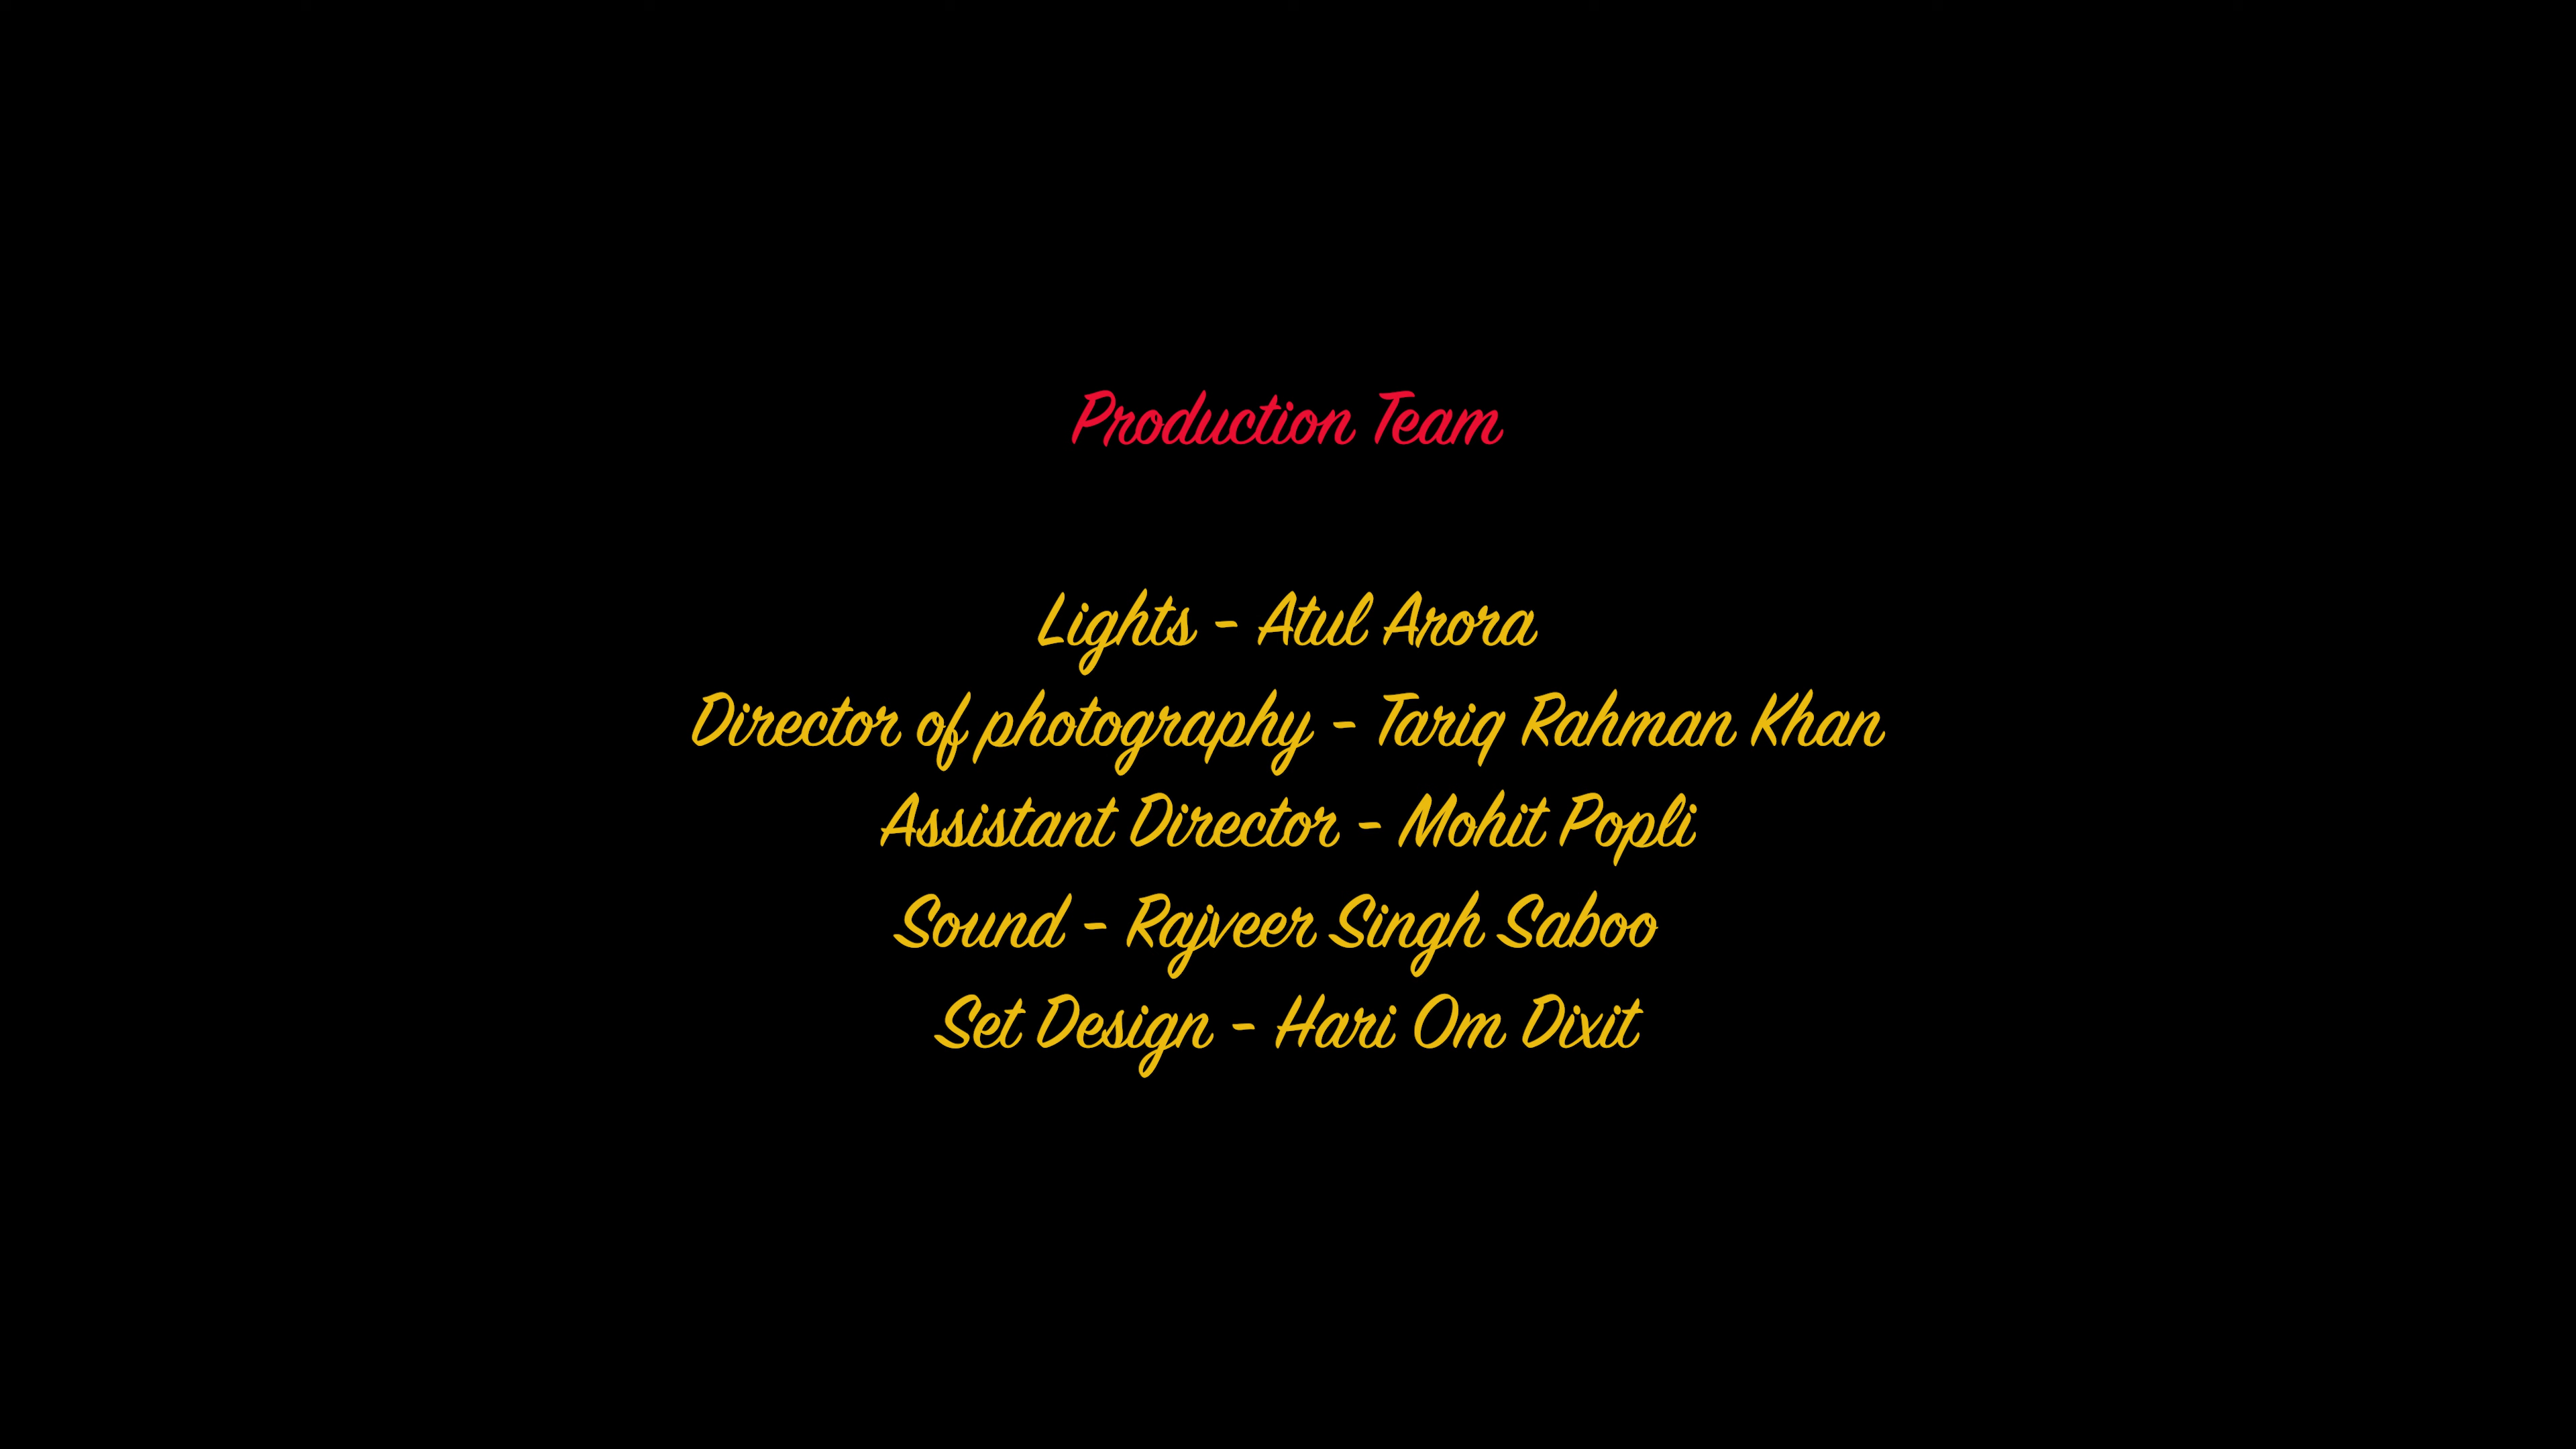 Production Team
Lights - Atul Arora
Director of photography - Tariq Rahman Khan
Assistant Director - Mohit Popli
Sound - Rajveer Singh Saboo
Set Design - Hari Om Dixit